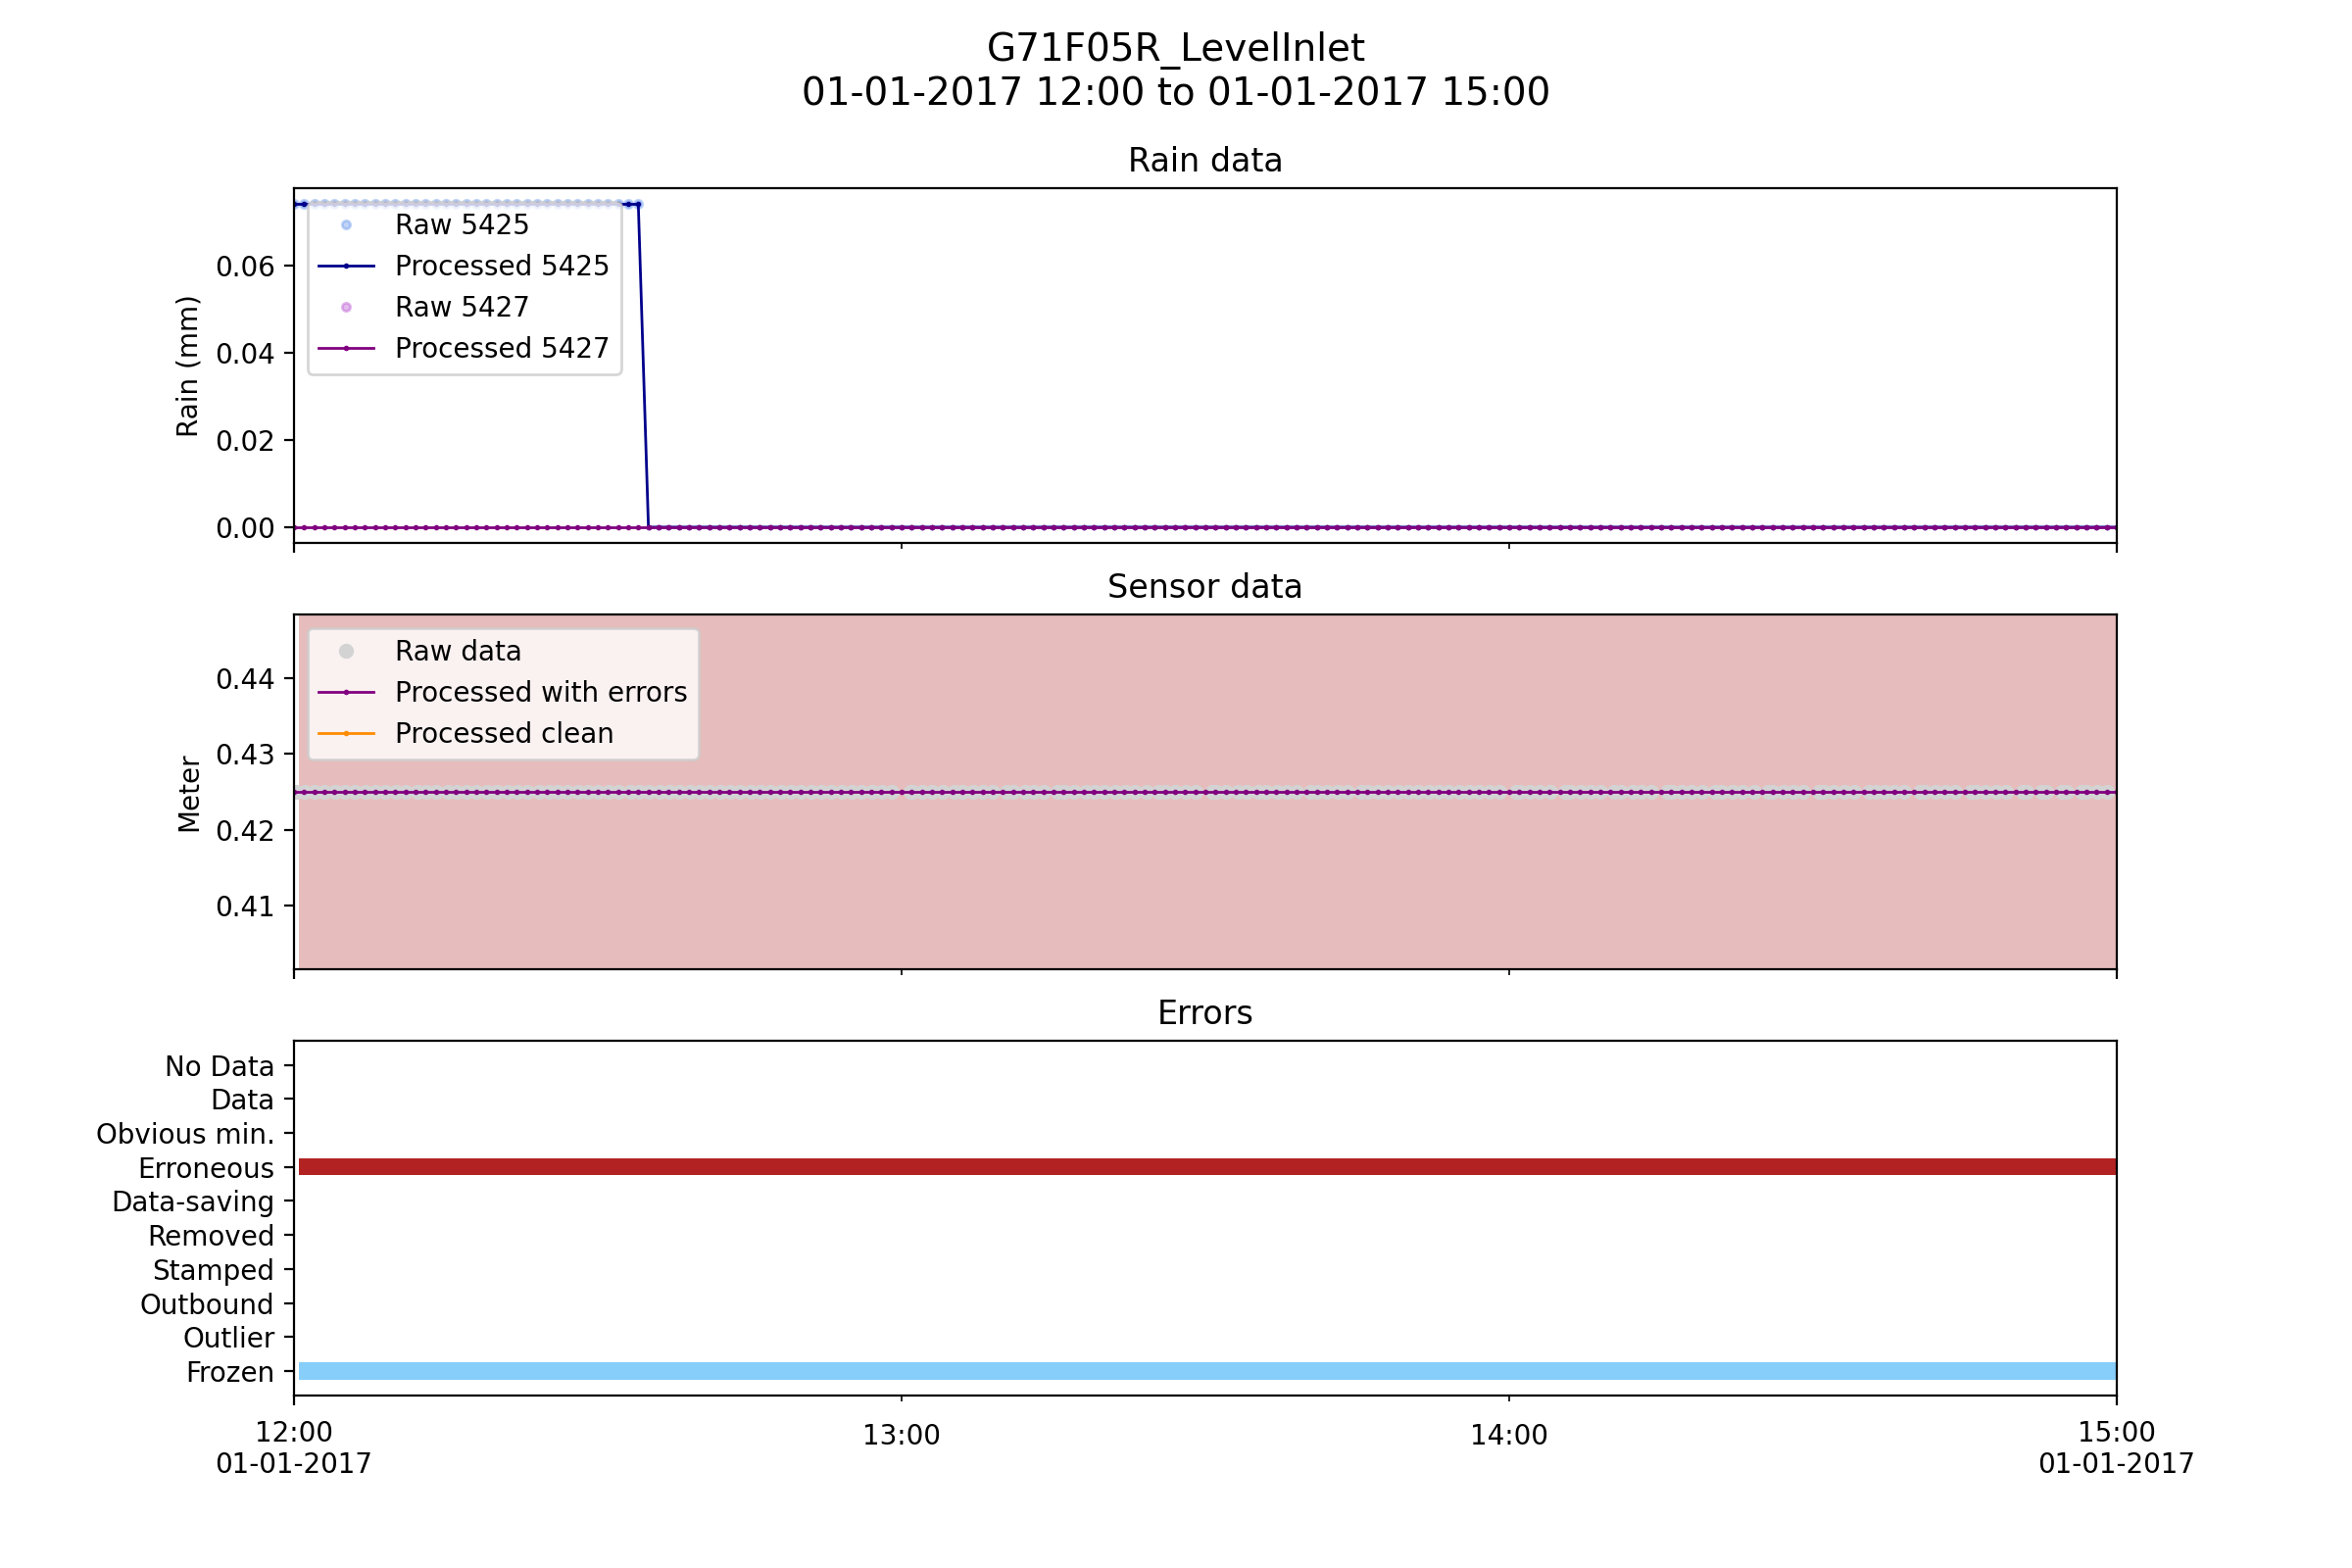 G71F05R_LevelInlet
01-01-2017 12:00 to 01-01-2017 15:00
Rain data
Rain (mm)
0.06
0.04
0.02
0.00
Raw 5425
Processed 5425
Raw 5427
Processed 5427
Sensor data
Meter
0.44
0.43
0.42
0.41
Raw data
Processed with errors
Processed clean
Errors
No Data
Data
Obvious min.
Erroneous
Data-saving
Removed
Stamped
Outbound
Outlier
Frozen
12:00 13:00 14:00 15:00
01-01-2017 01-01-2017